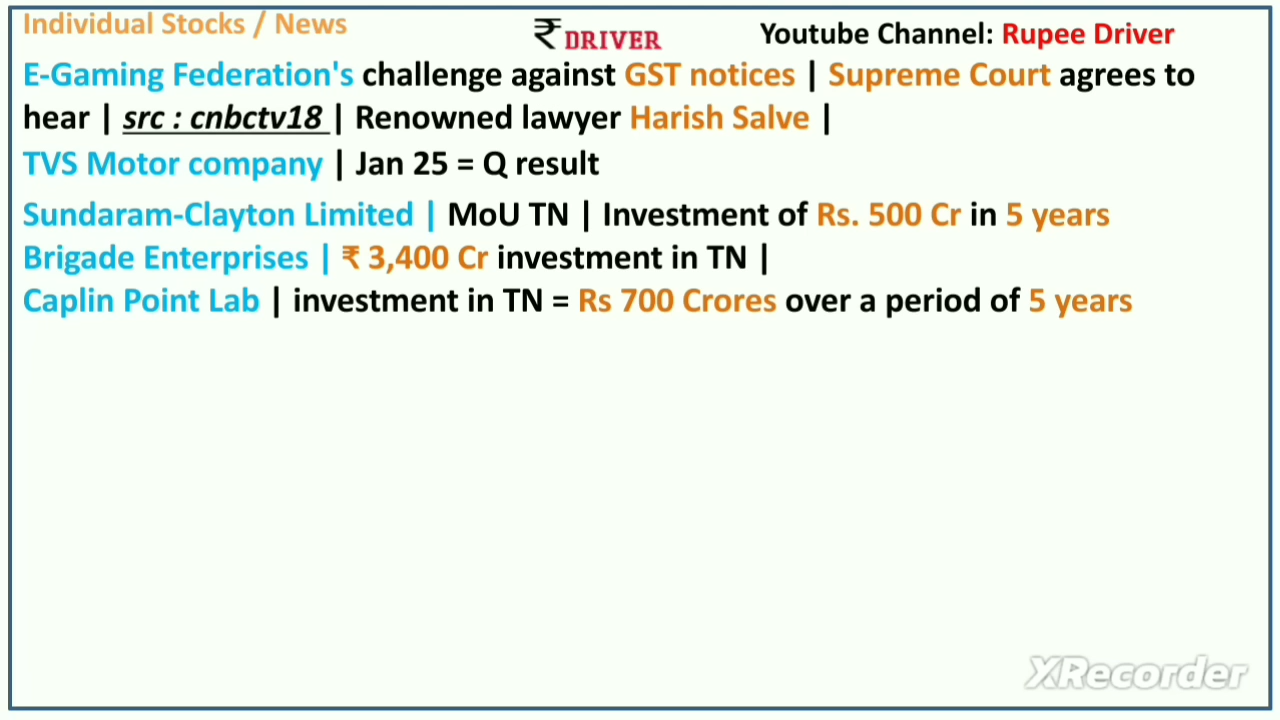 Individual Stocks / News
₹ DRIVER
Youtube Channel: Rupee Driver
E-Gaming Federation's challenge against GST notices | Supreme Court agrees to
hear | src : cnbctv18 | Renowned lawyer Harish Salve |
TVS Motor company | Jan 25 = Q result
Sundaram-Clayton Limited | MoU TN | Investment of Rs. 500 Cr in 5 years
Brigade Enterprises | ₹ 3,400 Cr investment in TN |
Caplin Point Lab | investment in TN = Rs 700 Crores over a period of 5 years
XRecorder